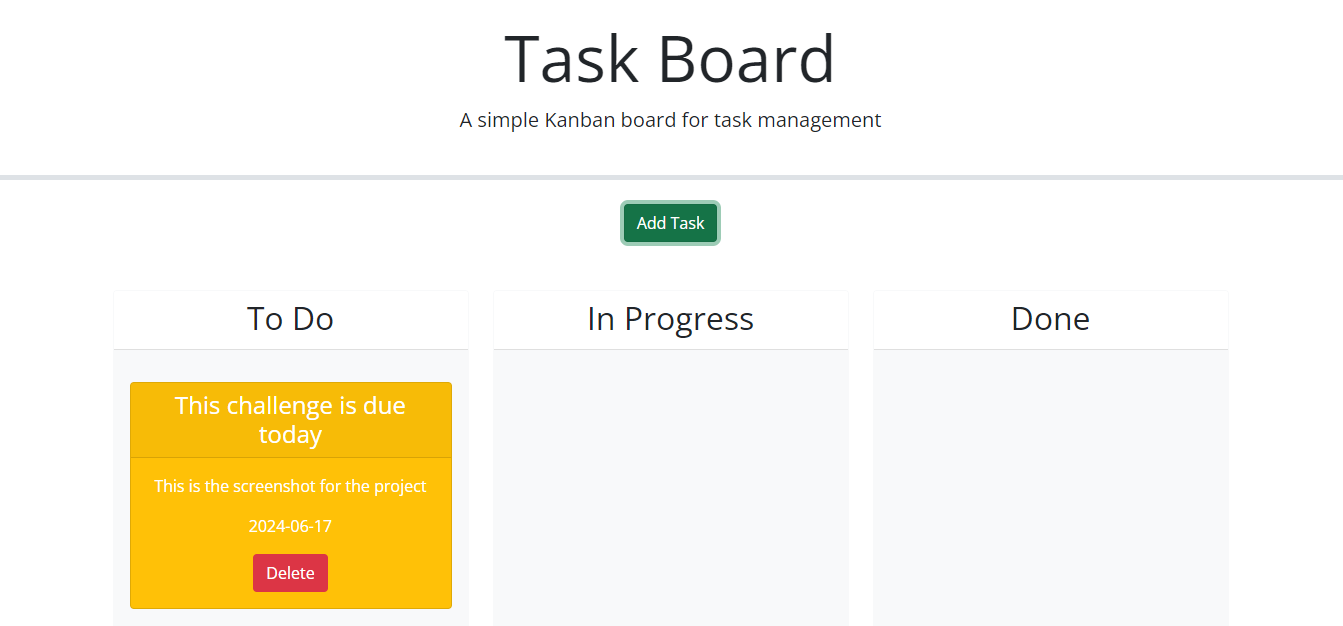 Task Board
A simple Kanban board for task management
Add Task
To Do
In Progress
Done
This challenge is due
today
This is the screenshot for the project
2024-06-17
Delete